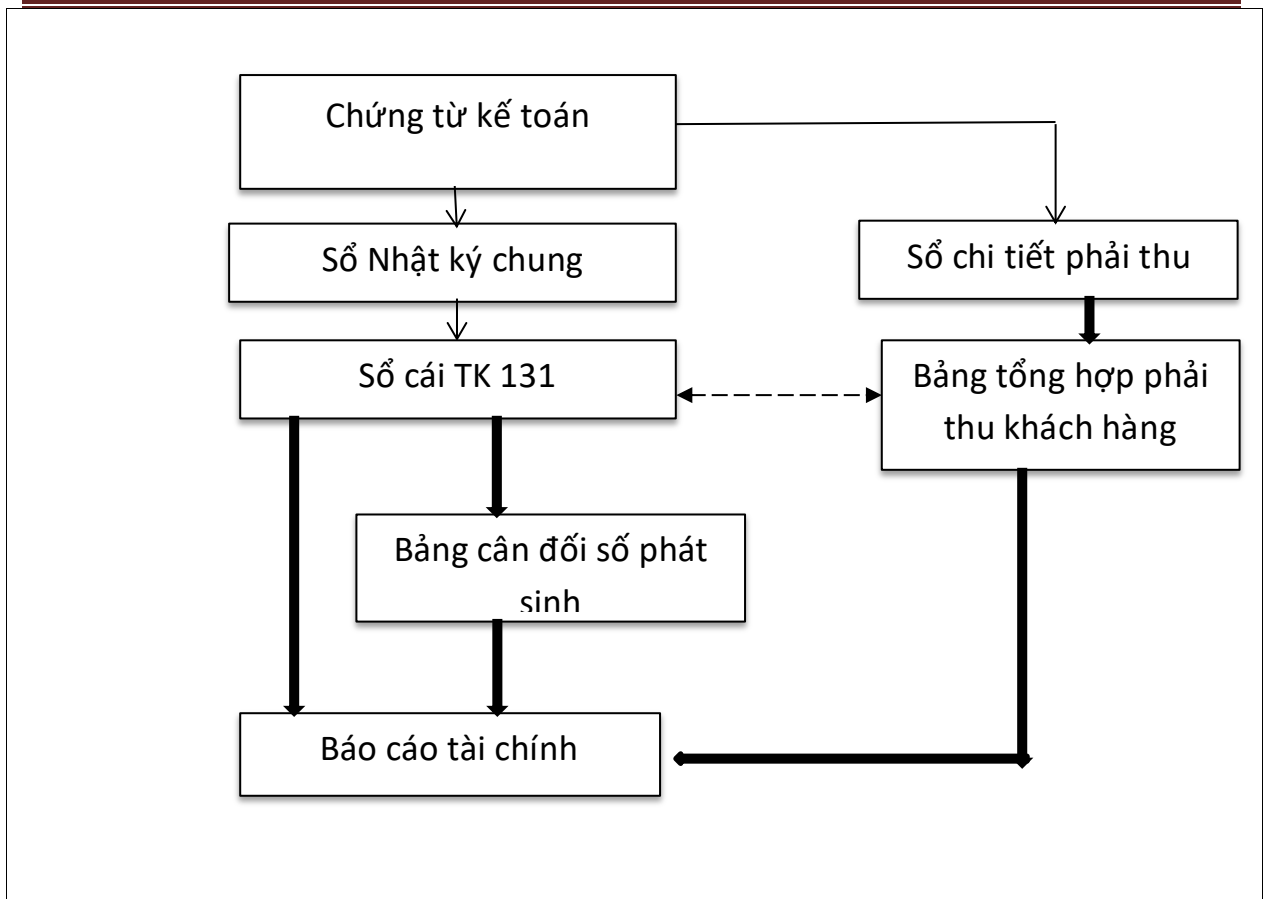 Chứng từ kế toán
Sổ Nhật ký chung
Sổ chi tiết phải thu
Sổ cái TK 131
Bảng tổng hợp phải
thu khách hàng
Bảng cân đối số phát
sinh
Báo cáo tài chính